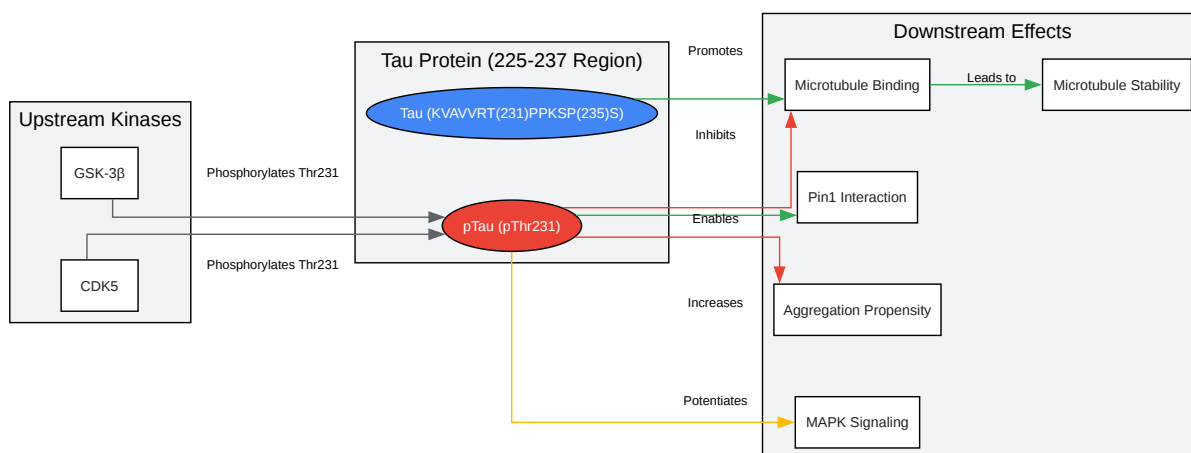 Upstream Kinases
GSK-3β
CDK5
Phosphorylates Thr231
Phosphorylates Thr231
Tau Protein (225-237 Region)
Tau (KVAVVRT(231)PPKSP(235)S)
pTau (pThr231)
Promotes
Inhibits
Enables
Increases
Potentiates
Downstream Effects
Microtubule Binding
Leads to
Microtubule Stability
Pin1 Interaction
Aggregation Propensity
MAPK Signaling